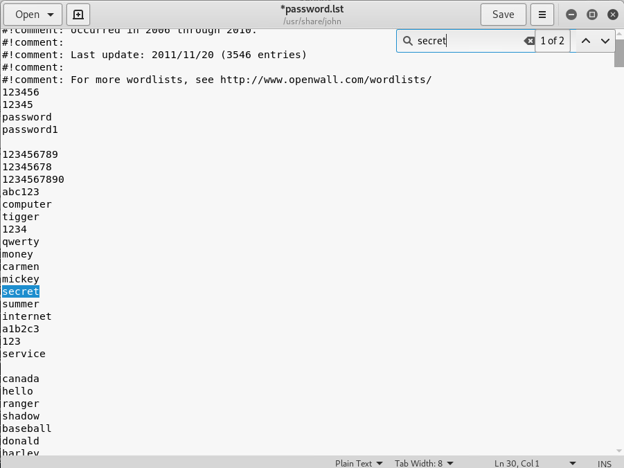 Open
*password.lst
/usr/share/john
Save
secret
1 of 2
#!comment: occurred in 2006 through 2010.
#!comment:
#!comment: Last update: 2011/11/20 (3546 entries)
#!comment:
#!comment: For more wordlists, see http://www.openwall.com/wordlists/
123456
12345
password
password1
123456789
12345678
1234567890
abc123
computer
tigger
1234
qwerty
money
carmen
mickey
secret
summer
internet
a1b2c3
123
service
canada
hello
ranger
shadow
baseball
donald
harley
Plain Text
Tab Width: 8
Ln 30, Col 1
INS